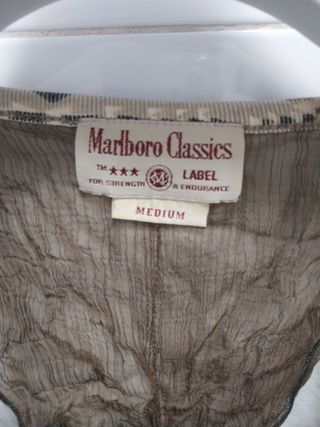 Marlboro Classics
TM ★★★ M LABEL
FOR STRENGTH & ENDURANCE
MEDIUM